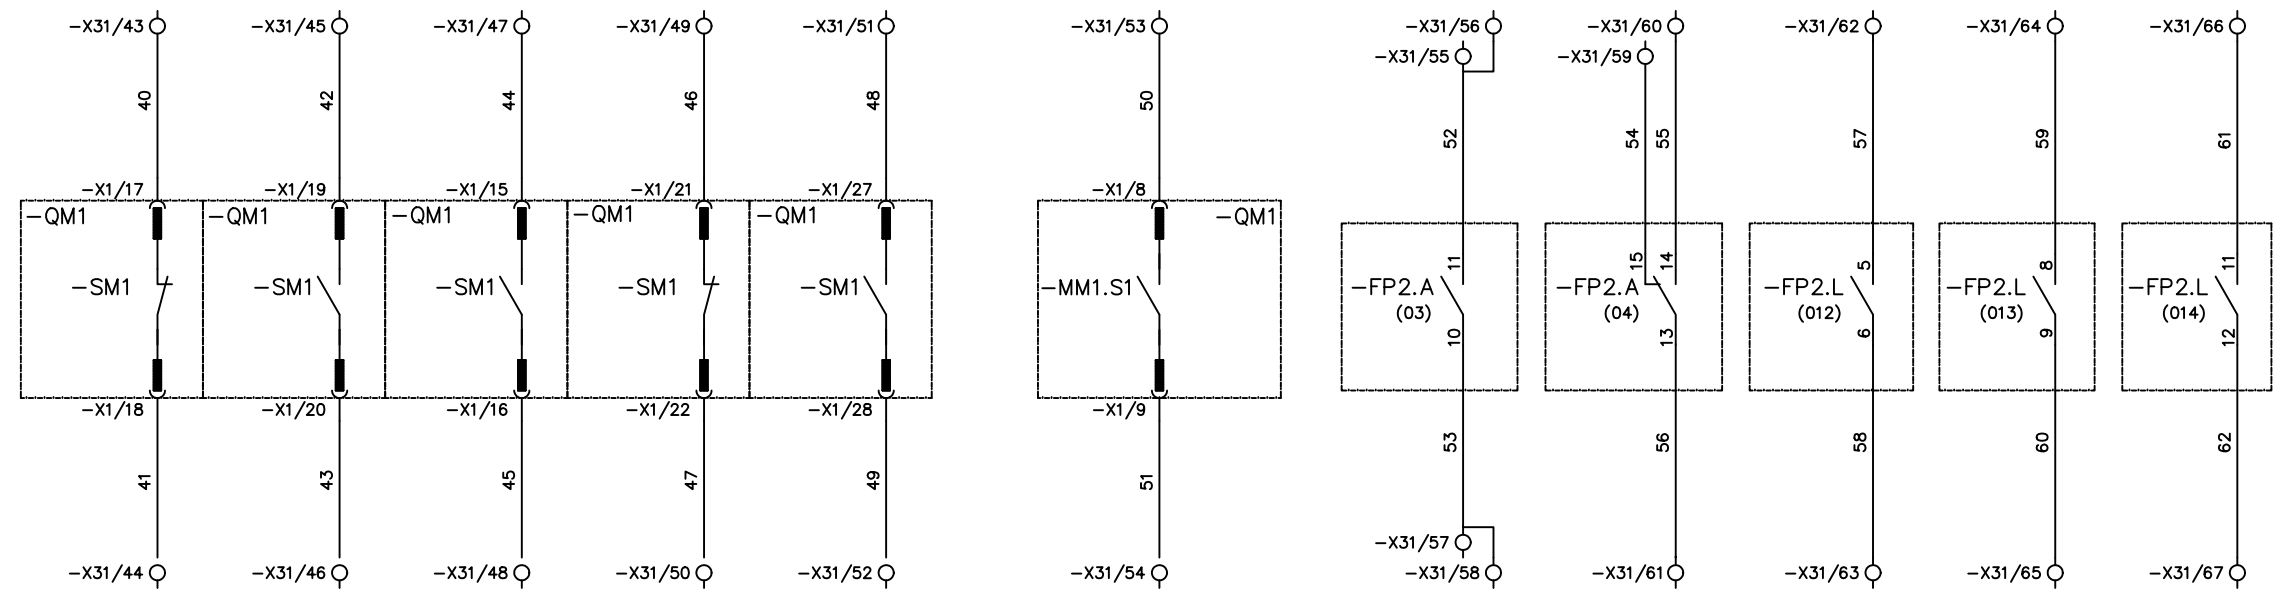 -X31/43 -X31/45 -X31/47 -X31/49 -X31/51 -X31/53 -X31/56 -X31/60 -X31/62 -X31/64 -X31/66
-X31/55 -X31/59
40 42 44 46 48 50
52 54 55 57 59 61
-X1/17 -X1/19 -X1/15 -X1/21 -X1/27 -X1/8
-QM1 -QM1 -QM1 -QM1 -QM1 -QM1
11 15 14 5 8 11
-SM1 -SM1 -SM1 -SM1 -SM1 -MM1.S1 -FP2.A -FP2.A -FP2.L -FP2.L -FP2.L
(03) (04) (012) (013) (014)
10 13 6 9 12
-X1/18 -X1/20 -X1/16 -X1/22 -X1/28 -X1/9
53 56 58 60 62
41 43 45 47 49 51
-X31/57
-X31/44 -X31/46 -X31/48 -X31/50 -X31/52 -X31/54 -X31/58 -X31/61 -X31/63 -X31/65 -X31/67